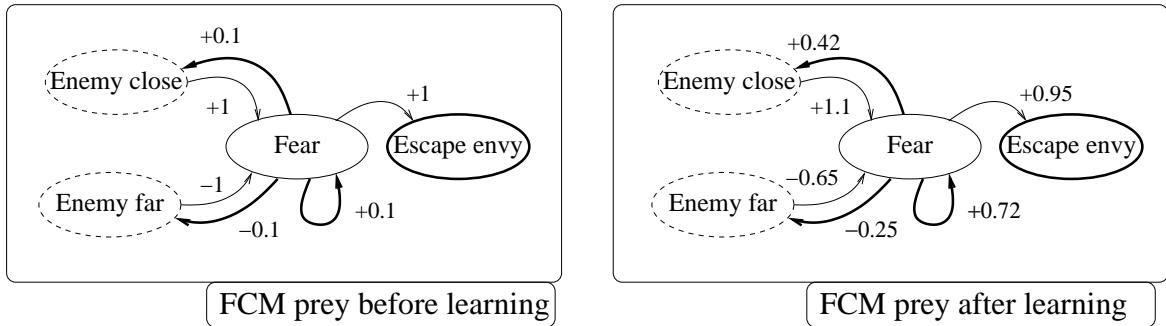 +0.1
Enemy close
+1
+1
Fear
Escape envy
−1
Enemy far
+0.1
−0.1
FCM prey before learning
+0.42
Enemy close
+1.1
+0.95
Fear
Escape envy
−0.65
Enemy far
+0.72
−0.25
FCM prey after learning